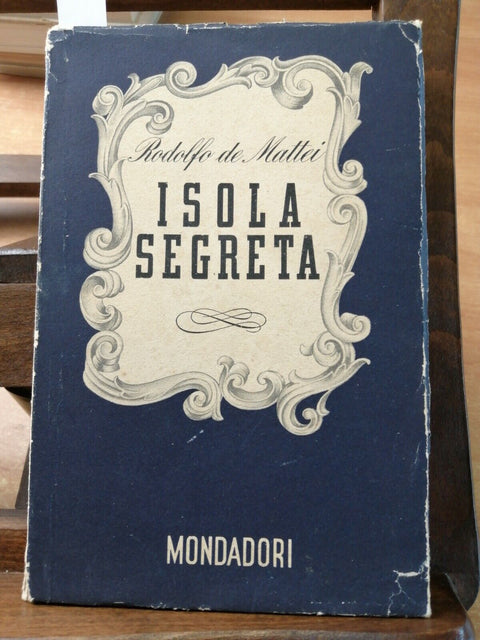 Rodolfo de Mattei
ISOLA
SEGRETA
MONDADORI